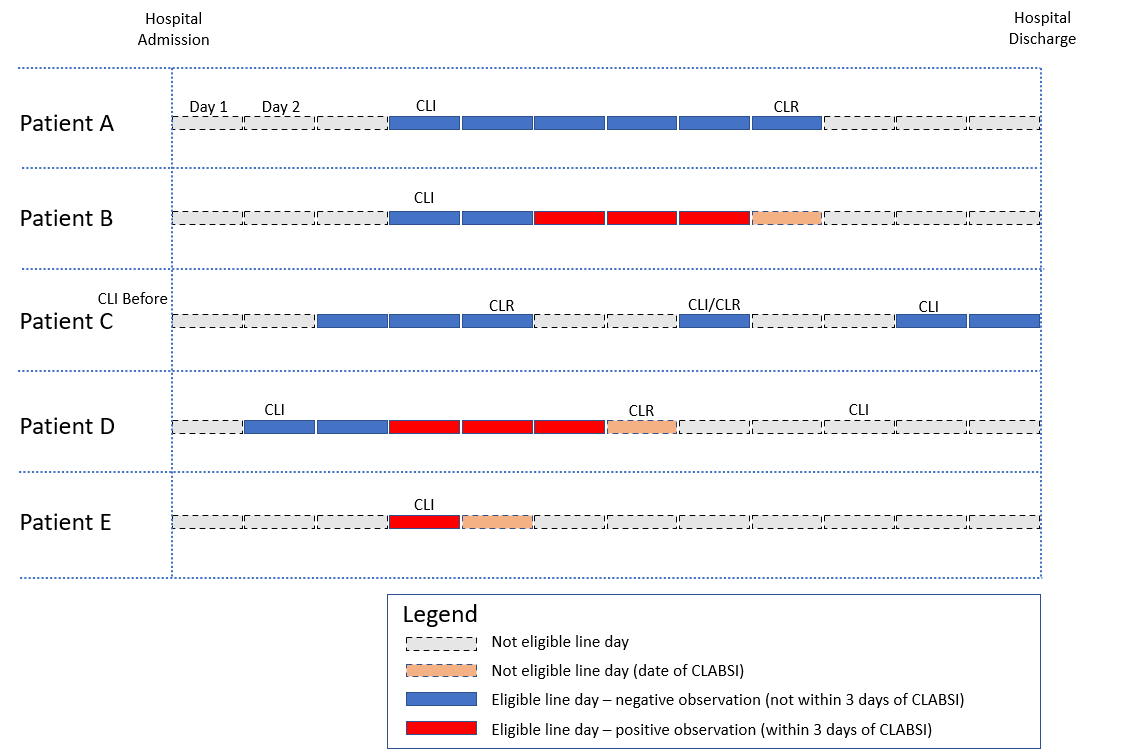 Hospital
Admission
Hospital
Discharge
Patient A
Day 1
Day 2
CLI
CLR
Patient B
CLI
CLI Before
Patient C
CLR
CLI/CLR
CLI
Patient D
CLI
CLR
CLI
Patient E
CLI
Legend
Not eligible line day
Not eligible line day (date of CLABSI)
Eligible line day – negative observation (not within 3 days of CLABSI)
Eligible line day – positive observation (within 3 days of CLABSI)